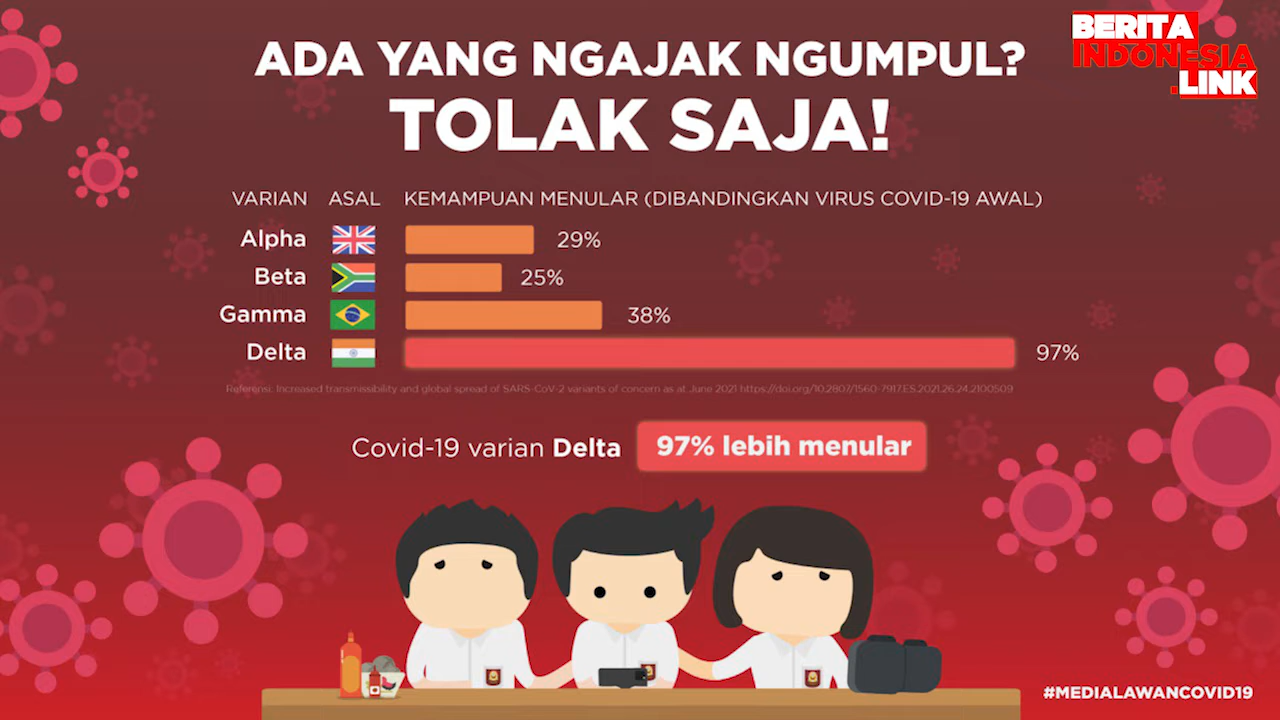 BERITA
INDONESIA
.LINK
ADA YANG NGAJAK NGUMPUL?
TOLAK SAJA!
VARIAN ASAL KEMAMPUAN MENULAR (DIBANDINGKAN VIRUS COVID-19 AWAL)
Alpha 29%
Beta 25%
Gamma 38%
Delta 97%
Referensi: Increased transmissibility and global spread of SARS-CoV-2 variants of concern as at June 2021 https://doi.org/10.2807/1560-7917.ES.2021.26.24.2100509
Covid-19 varian Delta 97% lebih menular
#MEDIALAWANCOVID19